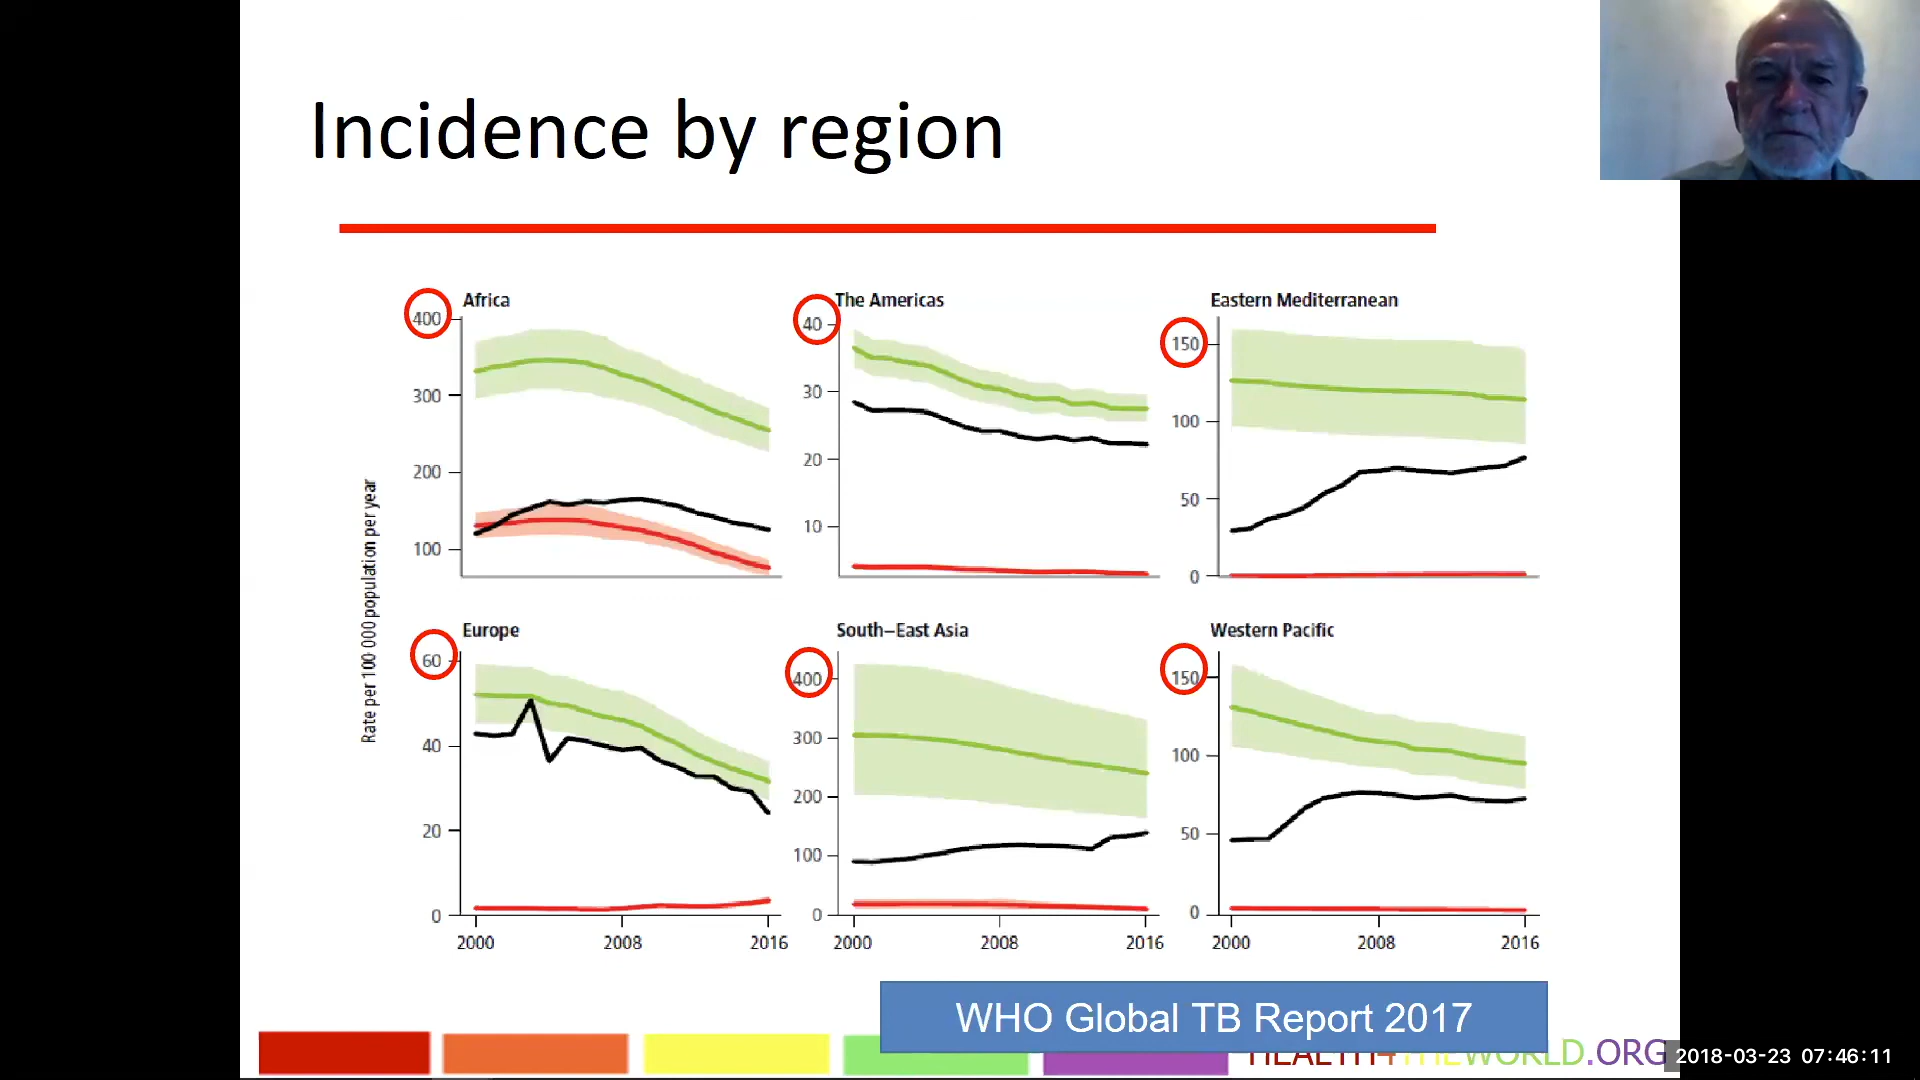 Incidence by region
Rate per 100 000 population per year
Africa
400
300
200
100
The Americas
40
30
20
10
Eastern Mediterranean
150
100
50
0
Europe
60
40
20
0
2000 2008 2016
South–East Asia
400
300
200
100
0
2000 2008 2016
Western Pacific
150
100
50
0
2000 2008 2016
WHO Global TB Report 2017
HEALTH4THEWORLD.ORG
2018-03-23 07:46:11